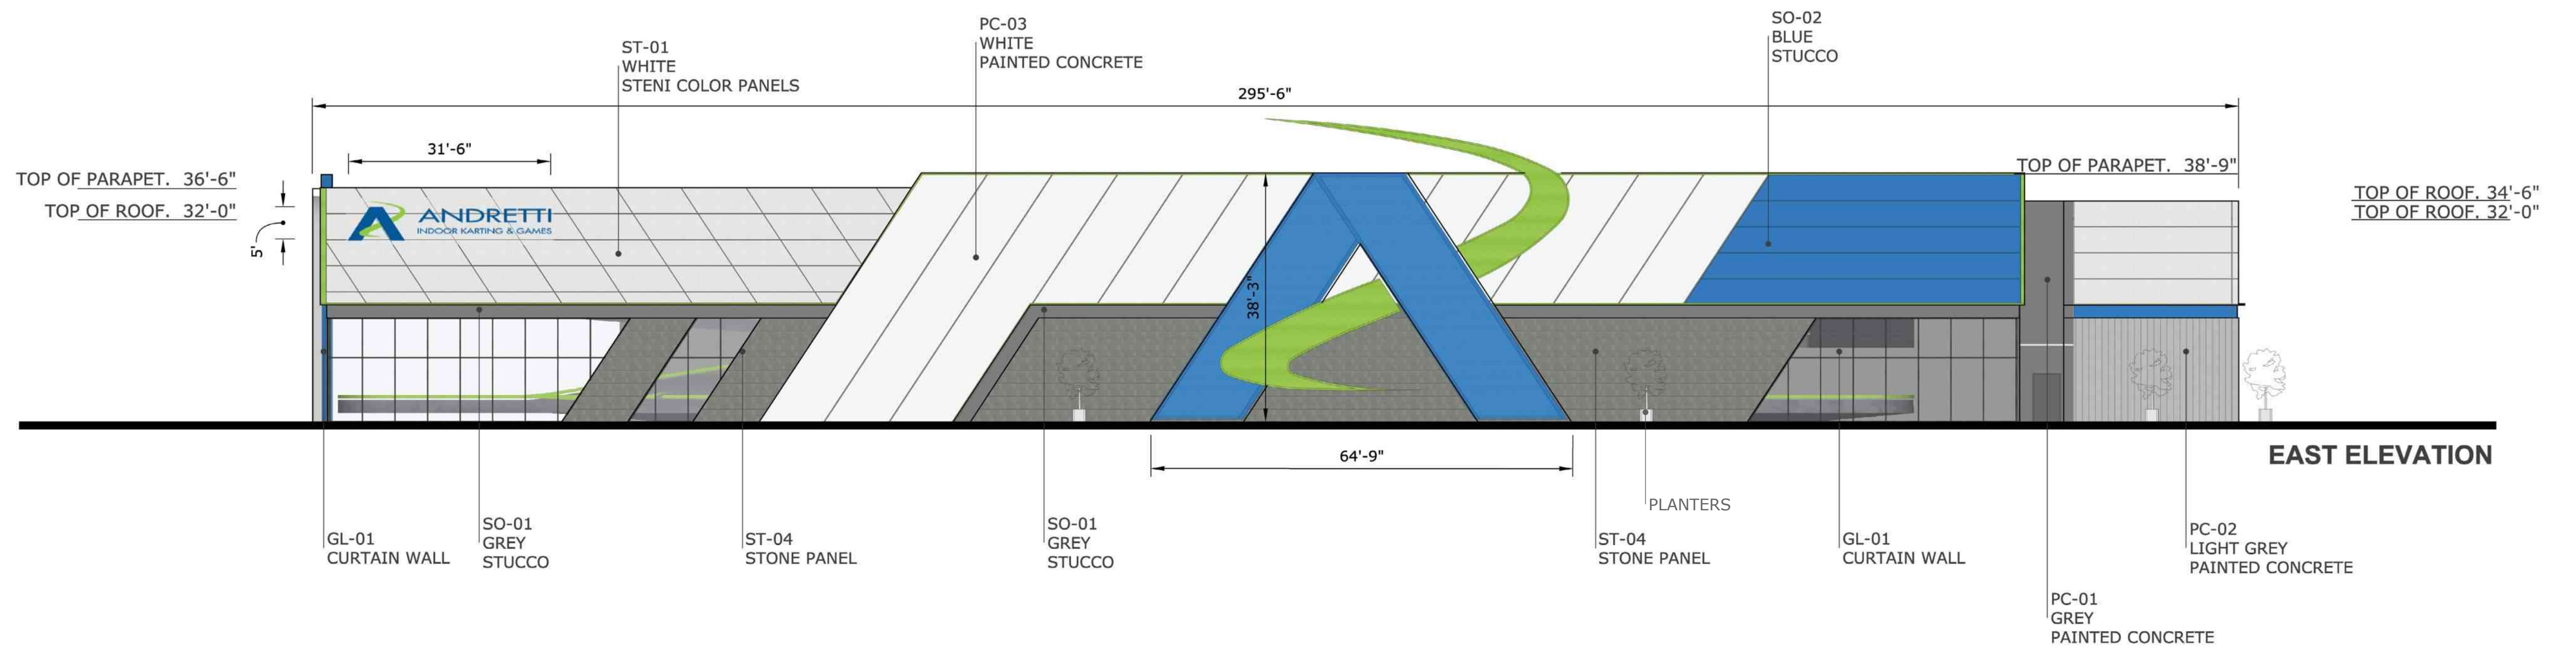 PC-03
WHITE
PAINTED CONCRETE
SO-02
BLUE
STUCCO
ST-01
WHITE
STENI COLOR PANELS
295'-6"
31'-6"
TOP OF PARAPET. 36'-6"
TOP OF ROOF. 32'-0"
5'
ANDRETTI
INDOOR KARTING & GAMES
TOP OF PARAPET. 38'-9"
TOP OF ROOF. 34'-6"
TOP OF ROOF. 32'-0"
38'-3"
64'-9"
EAST ELEVATION
PLANTERS
GL-01
CURTAIN WALL
SO-01
GREY
STUCCO
ST-04
STONE PANEL
SO-01
GREY
STUCCO
ST-04
STONE PANEL
GL-01
CURTAIN WALL
PC-02
LIGHT GREY
PAINTED CONCRETE
PC-01
GREY
PAINTED CONCRETE